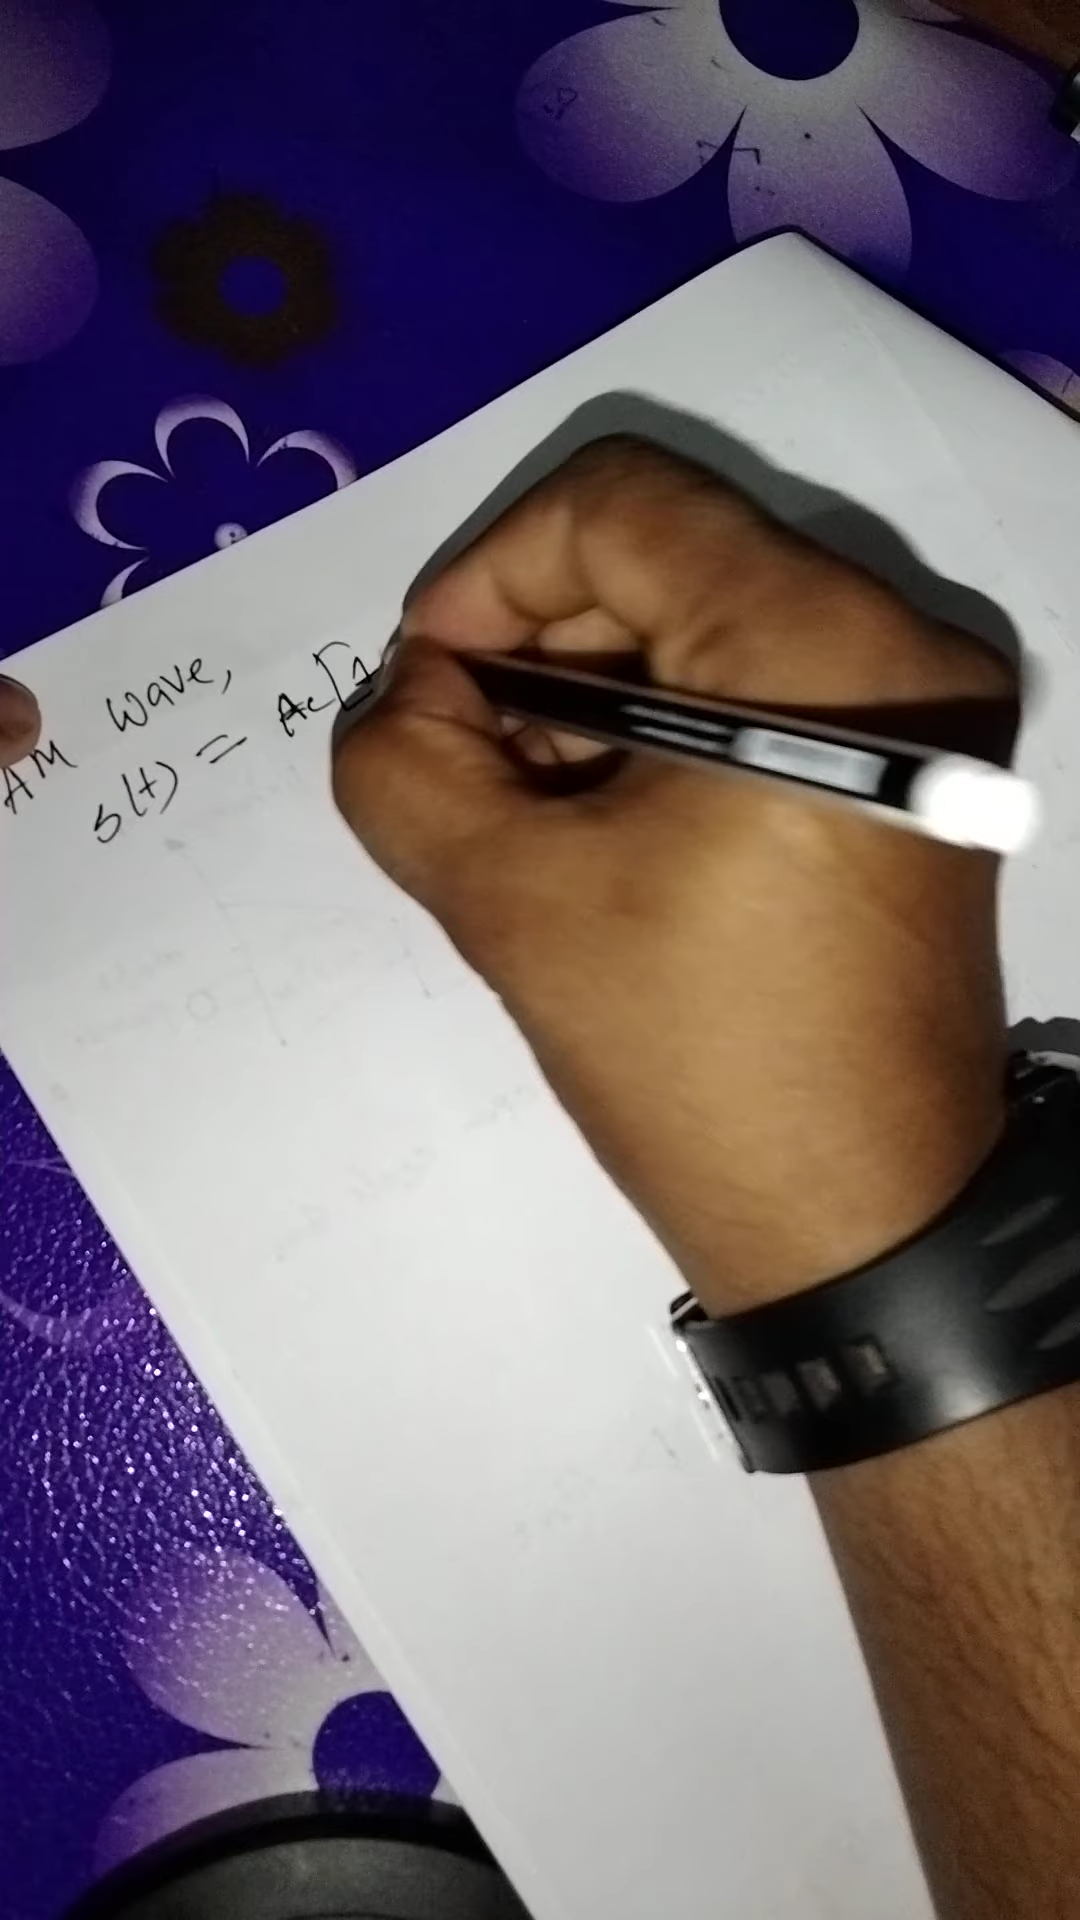 AM Wave,
s(t) = Ac[1